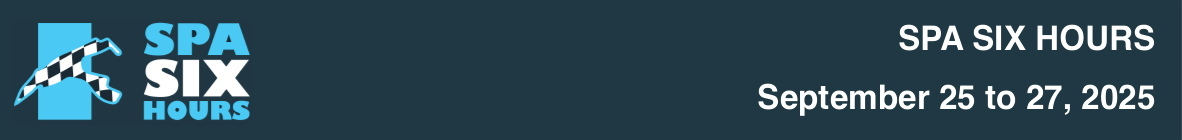 SPA
SIX
HOURS
SPA SIX HOURS
September 25 to 27, 2025